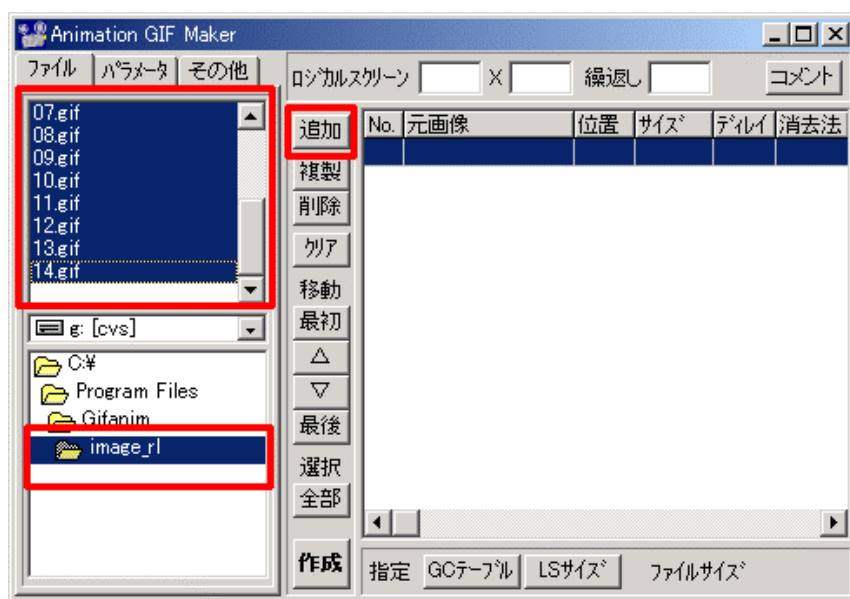 Animation GIF Maker
ファイル パラメータ その他
ロジカルスクリーン X 繰返し コメント
07.gif
08.gif
09.gif
10.gif
11.gif
12.gif
13.gif
14.gif
g: [cvs]
C:¥
Program Files
Gifanim
image_rl
追加
複製
削除
クリア
移動
最初
△
▽
最後
選択
全部
作成
No. 元画像 位置 サイズ ディレイ 消去法
指定 GCテーブル LSサイズ ファイルサイズ